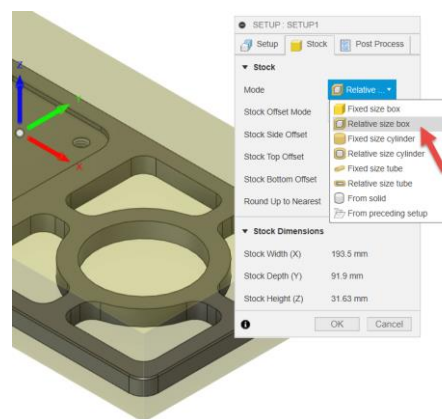 SETUP : SETUP1
Setup Stock Post Process
Stock
Mode Relative ...
Fixed size box
Stock Offset Mode
Relative size box
Stock Side Offset
Fixed size cylinder
Stock Top Offset
Relative size cylinder
Fixed size tube
Stock Bottom Offset
Relative size tube
Round Up to Nearest
From solid
From preceding setup
Stock Dimensions
Stock Width (X) 193.5 mm
Stock Depth (Y) 91.9 mm
Stock Height (Z) 31.63 mm
OK Cancel
Z
Y
X